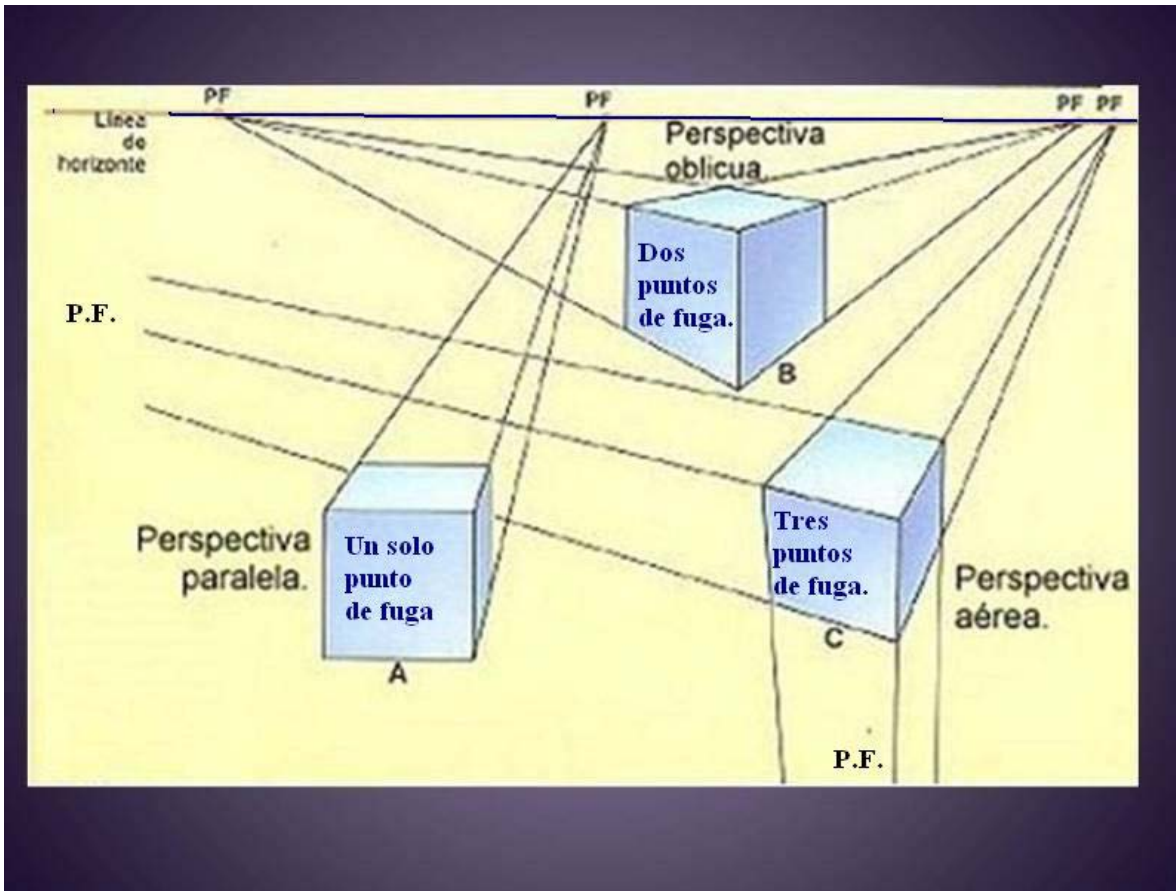 PF
PF
PF PF
Línea
de
horizonte
Perspectiva
oblicua.
Dos
puntos
de fuga.
B
P.F.
Perspectiva
paralela.
Un solo
punto
de fuga
A
Tres
puntos
de fuga.
C
Perspectiva
aérea.
P.F.